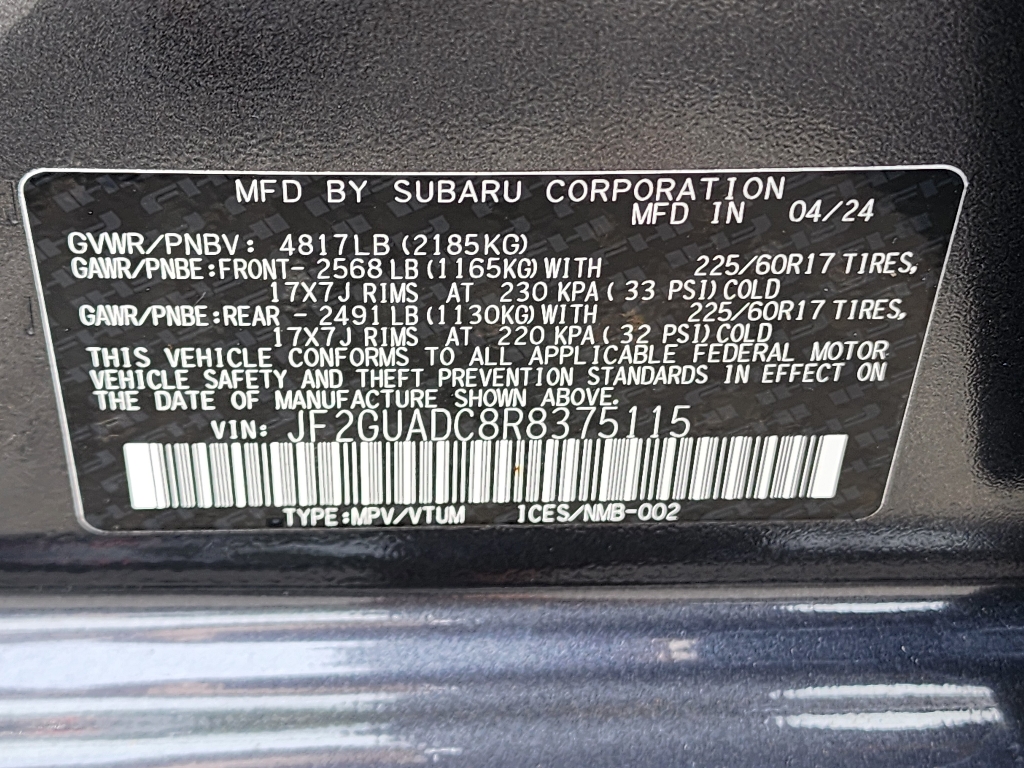 MFD BY SUBARU CORPORATION
MFD IN 04/24
GVWR/PNBV: 4817LB (2185KG)
GAWR/PNBE:FRONT- 2568 LB (1165KG) WITH 225/60R17 TIRES,
17X7J RIMS AT 230 KPA ( 33 PSI) COLD
GAWR/PNBE:REAR - 2491 LB (1130KG) WITH 225/60R17 TIRES,
17X7J RIMS AT 220 KPA ( 32 PSI) COLD
THIS VEHICLE CONFORMS TO ALL APPLICABLE FEDERAL MOTOR
VEHICLE SAFETY AND THEFT PREVENTION STANDARDS IN EFFECT ON
THE DATE OF MANUFACTURE SHOWN ABOVE.
VIN: JF2GUADC8R8375115
TYPE:MPV/VTUM ICES/NMB-002